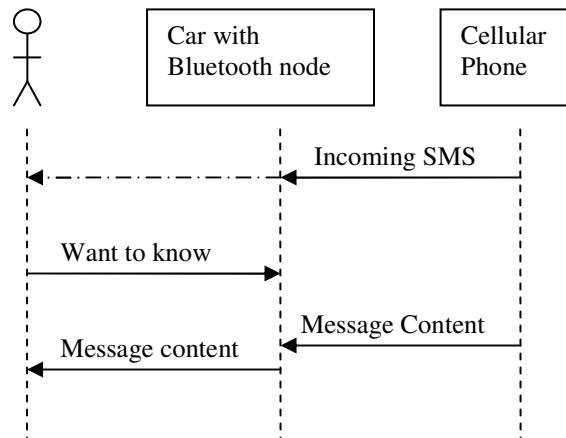 Car with
Bluetooth node
Cellular
Phone
Incoming SMS
Want to know
Message Content
Message content